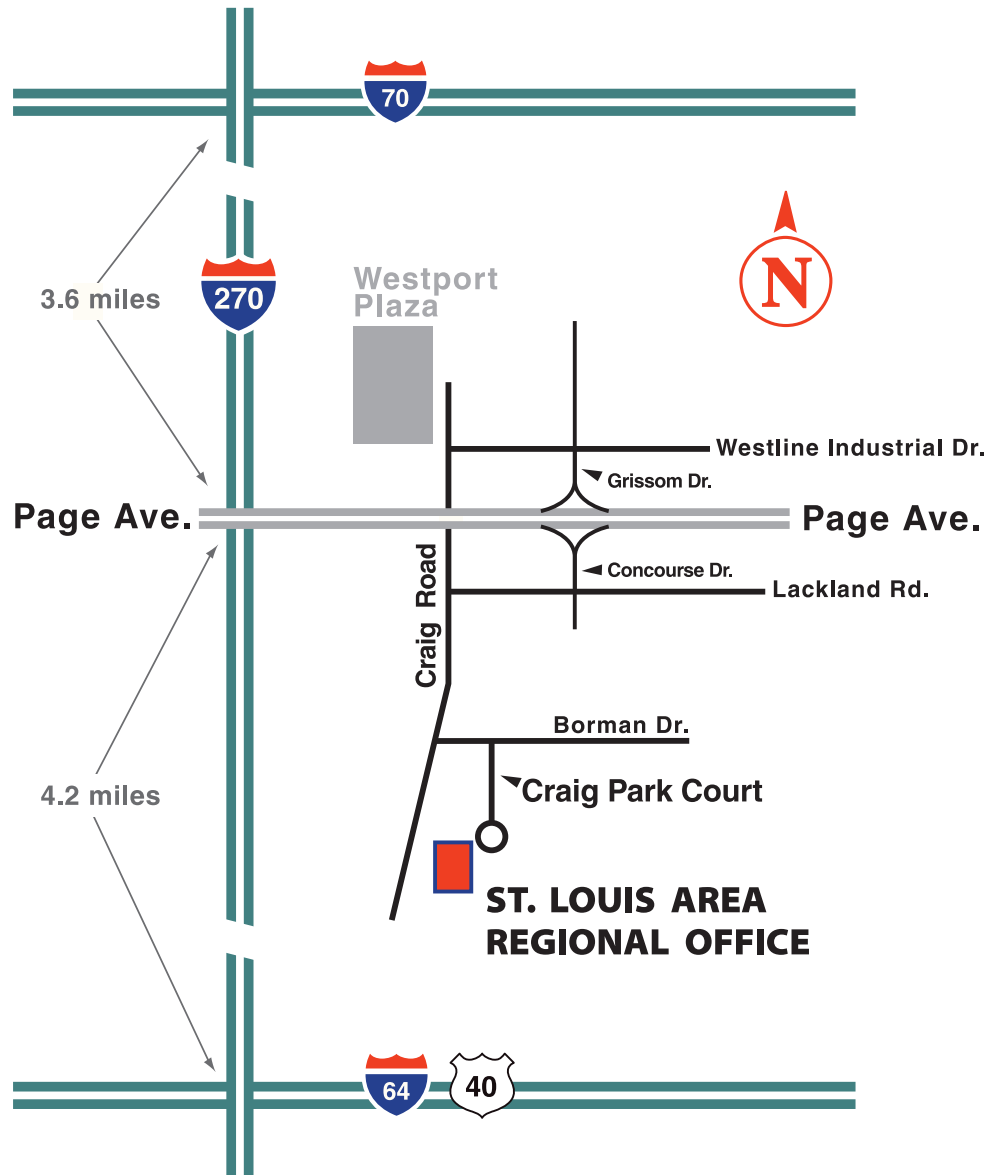 70
3.6 miles
270
Westport
Plaza
N
Westline Industrial Dr.
Grissom Dr.
Page Ave.
Page Ave.
Craig Road
Concourse Dr.
Lackland Rd.
Borman Dr.
4.2 miles
Craig Park Court
ST. LOUIS AREA
REGIONAL OFFICE
64
40